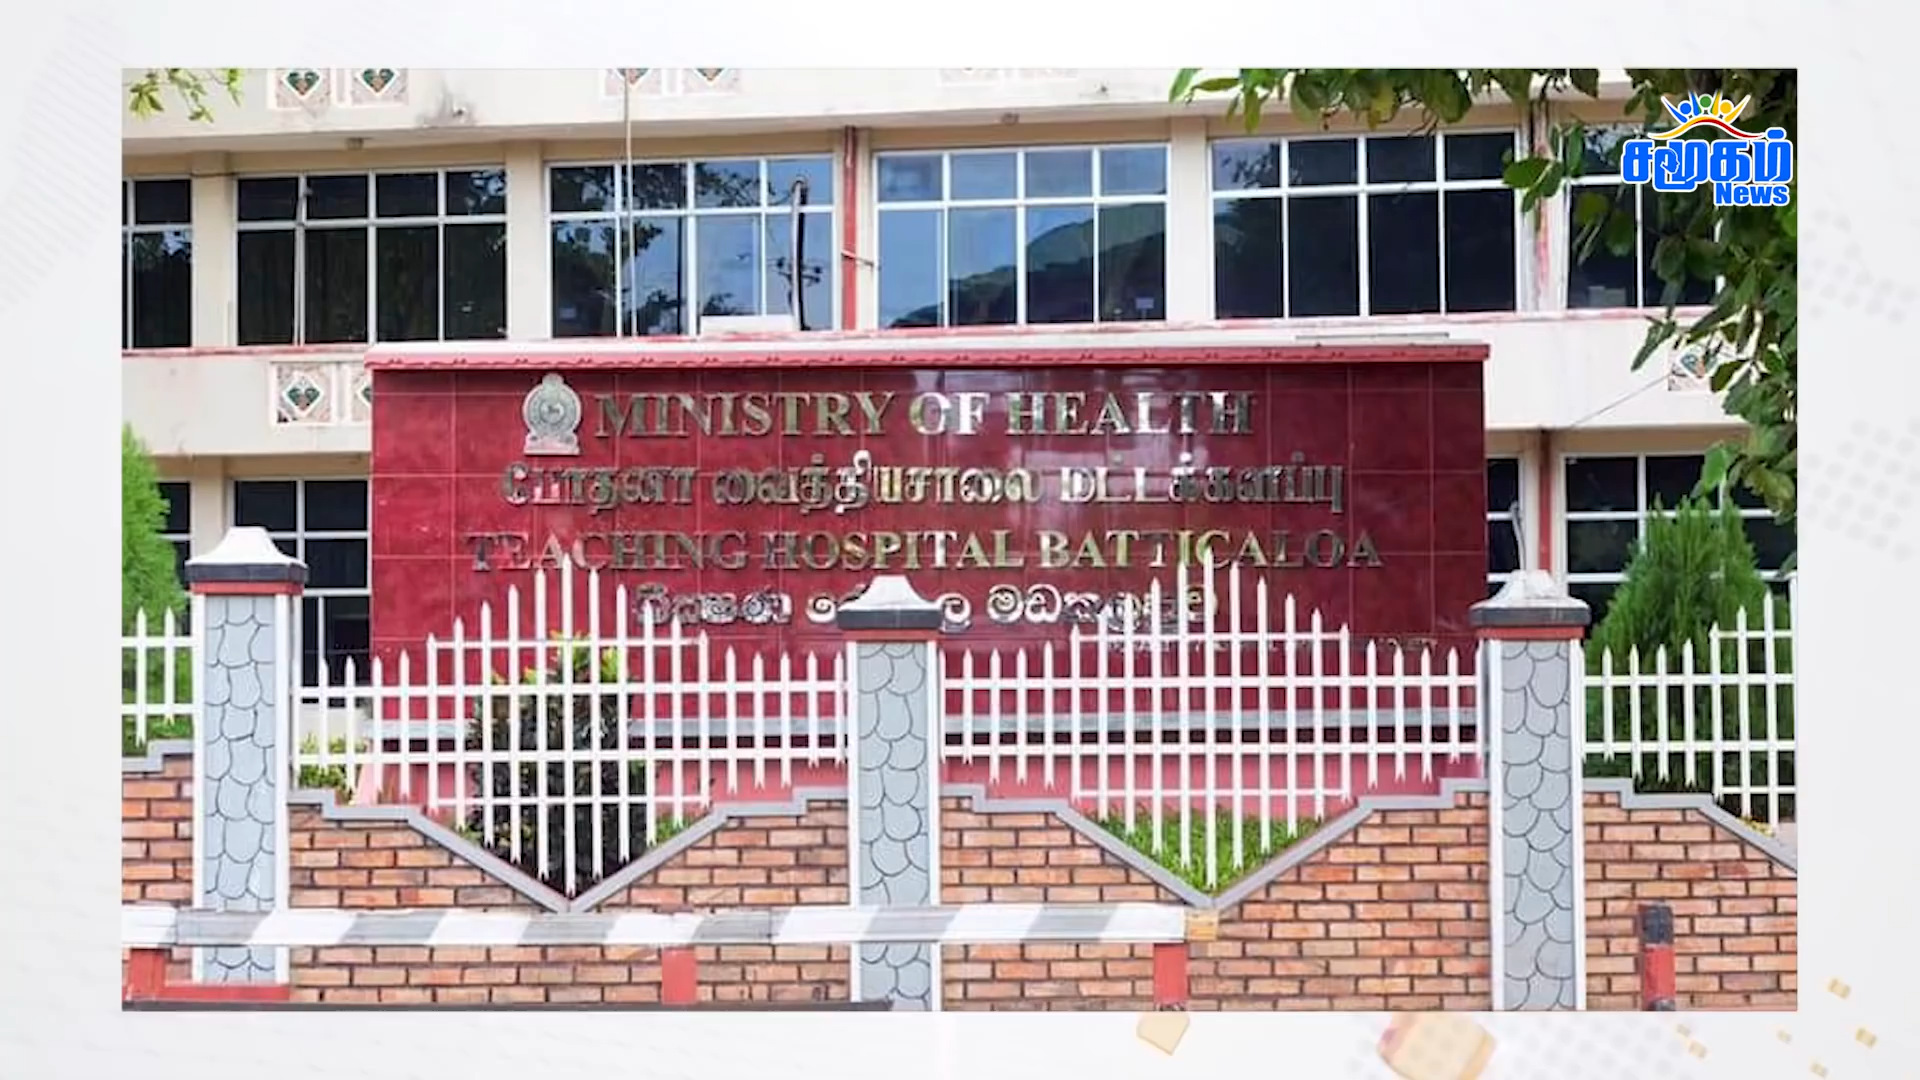 சமூகம்
News
MINISTRY OF HEALTH
போதனா வைத்தியசாலை மட்டக்களப்பு
TEACHING HOSPITAL BATTICALOA